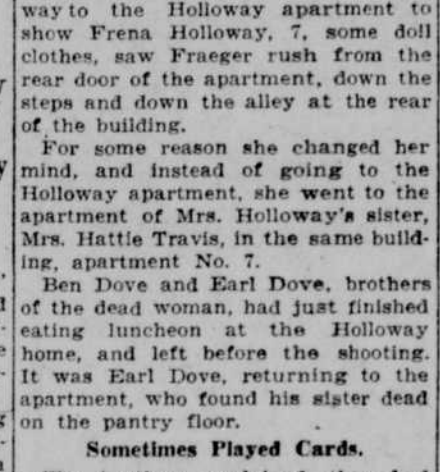 way to the Holloway apartment to
show Frena Holloway, 7, some doll
clothes, saw Fraeger rush from the
rear door of the apartment, down the
steps and down the alley at the rear
of the building.
For some reason she changed her
mind, and instead of going to the
Holloway apartment, she went to the
apartment of Mrs. Holloway's sister,
Mrs. Hattie Travis, in the same build-
ing, apartment No. 7.
Ben Dove and Earl Dove, brothers
of the dead woman, had just finished
eating luncheon at the Holloway
home, and left before the shooting.
It was Earl Dove, returning to the
apartment, who found his sister dead
on the pantry floor.
Sometimes Played Cards.